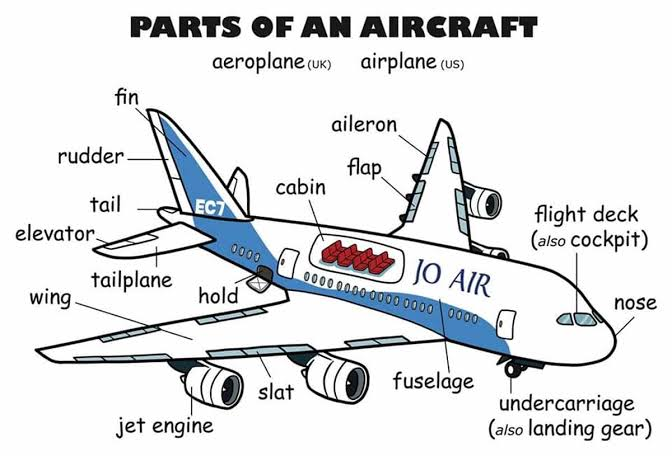 PARTS OF AN AIRCRAFT
aeroplane (UK) airplane (US)
fin
aileron
rudder
flap
cabin
tail
EC7
flight deck
(also cockpit)
elevator
tailplane
JO AIR
hold
wing
nose
slat
fuselage
jet engine
undercarriage
(also landing gear)